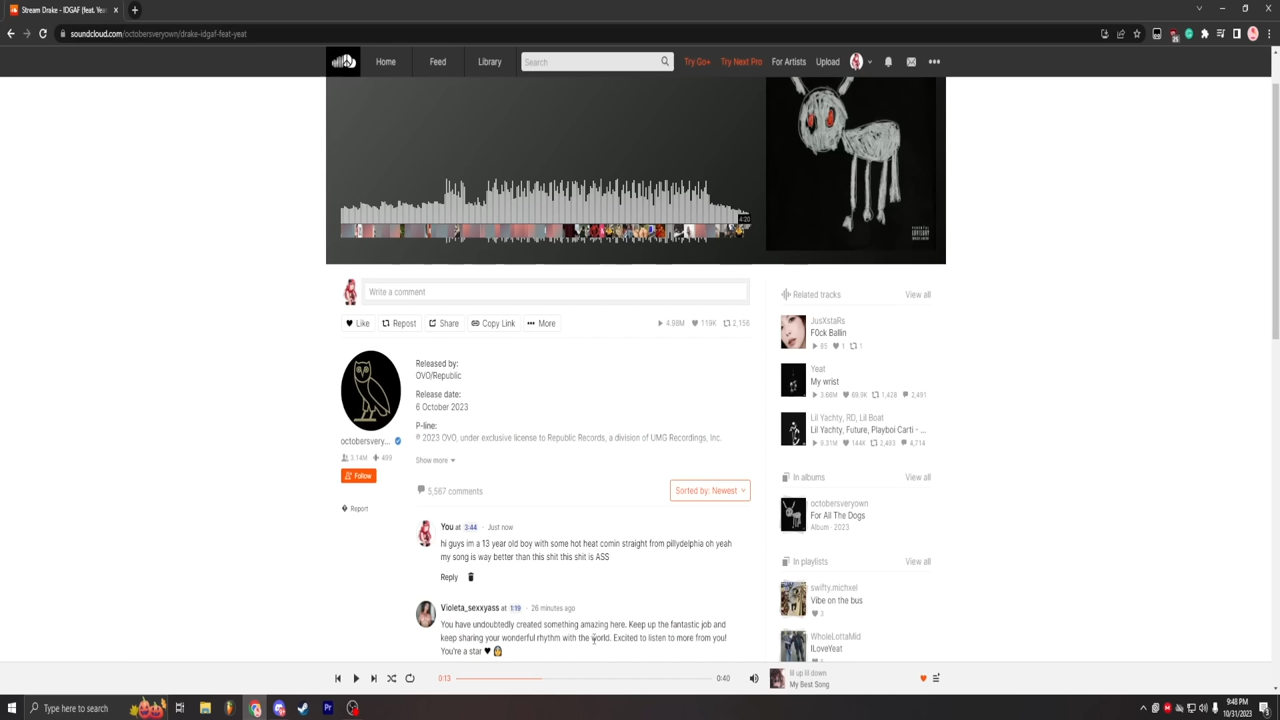 Stream Drake - IDGAF (feat. Yea
soundcloud.com/octobersveryown/drake-idgaf-feat-yeat
Home
Feed
Library
Search
Try Go+
Try Next Pro
For Artists
Upload
4:20
PARENTAL
ADVISORY
Write a comment
Like
Repost
Share
Copy Link
More
4.98M
119K
2,156
Released by:
OVO/Republic
Release date:
6 October 2023
P-line:
℗ 2023 OVO, under exclusive license to Republic Records, a division of UMG Recordings, Inc.
Show more
octobersvery...
3.14M
409
Follow
Report
5,567 comments
Sorted by: Newest
You at 3:44 · Just now
hi guys im a 13 year old boy with some hot heat comin straight from pillydelphia oh yeah
my song is way better than this shit this shit is ASS
Reply
Violeta_sexxyass at 1:19 · 26 minutes ago
You have undoubtedly created something amazing here. Keep up the fantastic job and
keep sharing your wonderful rhythm with the world. Excited to listen to more from you!
You're a star
Related tracks
View all
JusXstaRs
F0ck Ballin
85
1
1
Yeat
My wrist
3.66M
69.9K
1,428
2,491
Lil Yachty, RO, Lil Boat
Lil Yachty, Future, Playboi Carti - ...
9.31M
144K
2,483
4,714
In albums
View all
octobersveryown
For All The Dogs
Album · 2023
In playlists
View all
swifty.michxel
Vibe on the bus
3
WholeLottaMid
ILoveYeat
0:13
0:40
lil up lil down
My Best Song
Type here to search
Pr
9:48 PM
10/31/2023